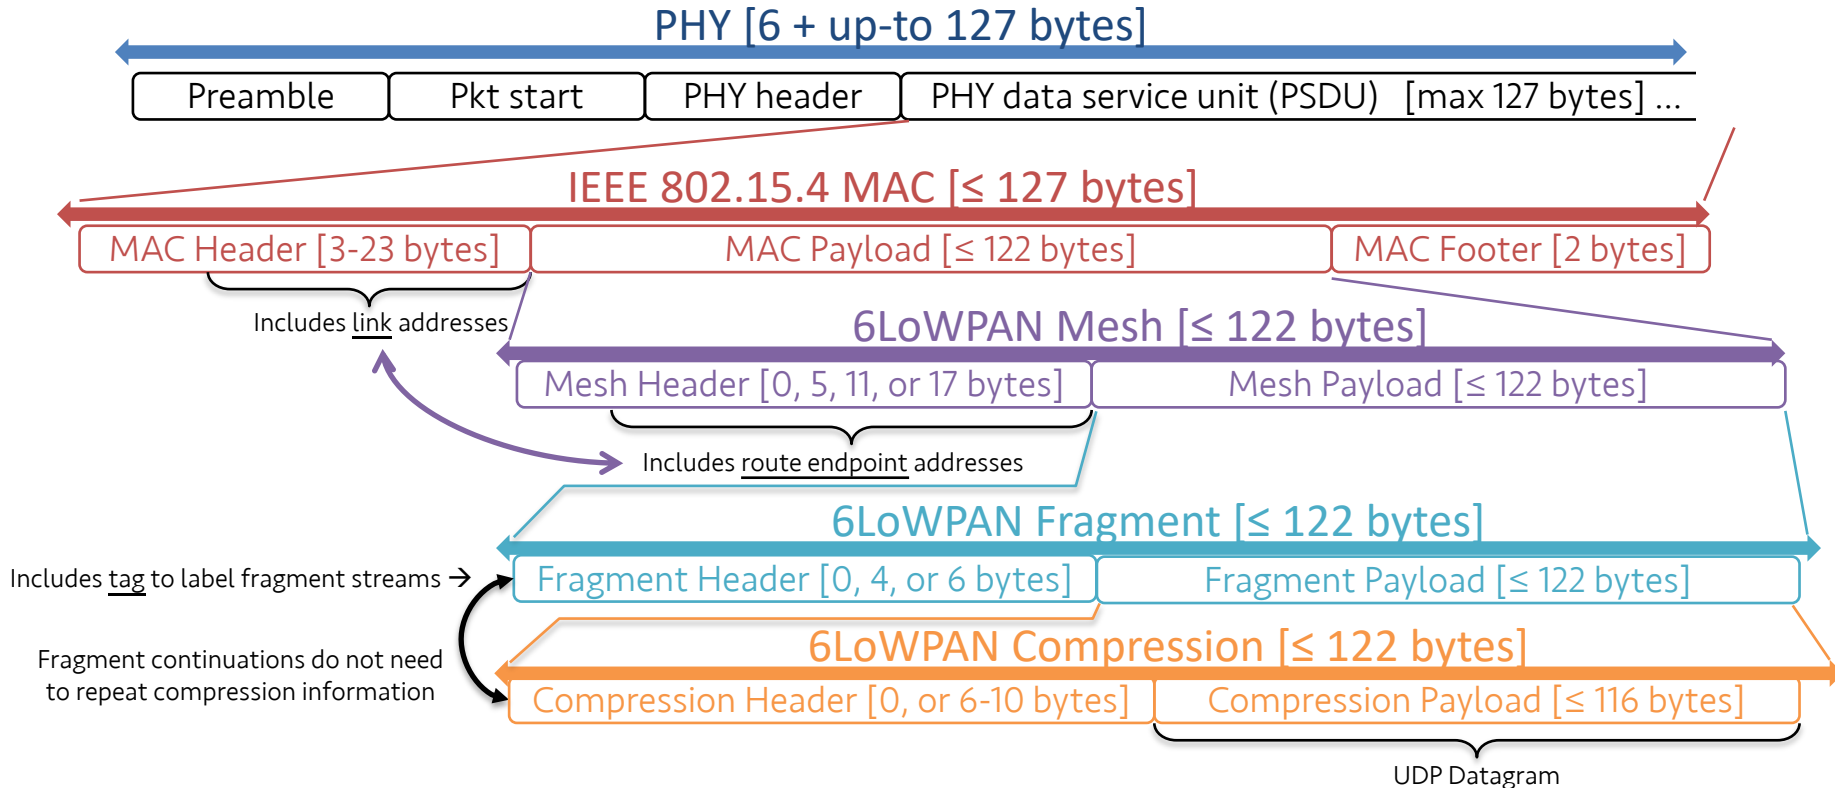 PHY [6 + up-to 127 bytes]
Preamble
Pkt start
PHY header
PHY data service unit (PSDU) [max 127 bytes] ...
IEEE 802.15.4 MAC [≤ 127 bytes]
MAC Header [3-23 bytes]
MAC Payload [≤ 122 bytes]
MAC Footer [2 bytes]
Includes link addresses
6LoWPAN Mesh [≤ 122 bytes]
Mesh Header [0, 5, 11, or 17 bytes]
Mesh Payload [≤ 122 bytes]
Includes route endpoint addresses
6LoWPAN Fragment [≤ 122 bytes]
Includes tag to label fragment streams →
Fragment Header [0, 4, or 6 bytes]
Fragment Payload [≤ 122 bytes]
Fragment continuations do not need
to repeat compression information
6LoWPAN Compression [≤ 122 bytes]
Compression Header [0, or 6-10 bytes]
Compression Payload [≤ 116 bytes]
UDP Datagram